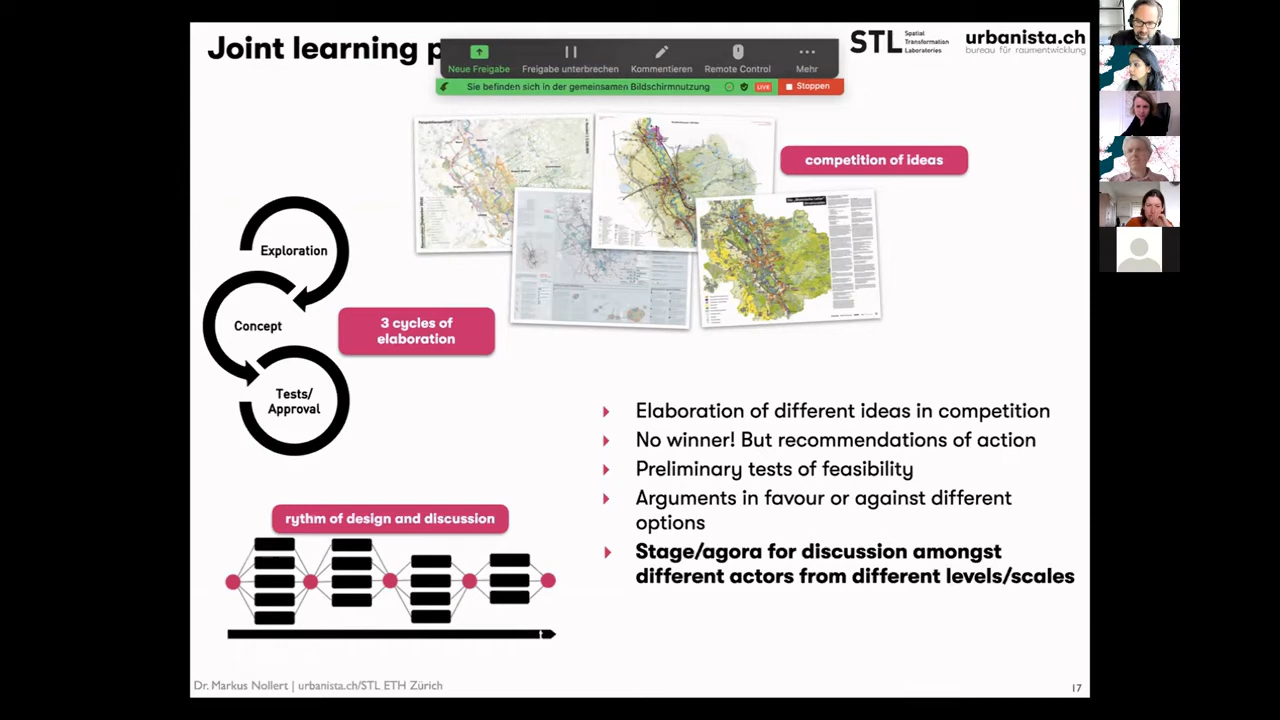 Joint learning p
Neue Freigabe
Freigabe unterbrechen
Kommentieren
Remote Control
Mehr
Sie befinden sich in der gemeinsamen Bildschirmnutzung
LIVE
Stoppen
STL
Spatial
Transformation
Laboratories
urbanista.ch
bureau für raumentwicklung
competition of ideas
Exploration
Concept
Tests/
Approval
3 cycles of
elaboration
Elaboration of different ideas in competition
No winner! But recommendations of action
Preliminary tests of feasibility
Arguments in favour or against different
options
Stage/agora for discussion amongst
different actors from different levels/scales
rythm of design and discussion
Dr. Markus Nollert | urbanista.ch/STL ETH Zürich
17